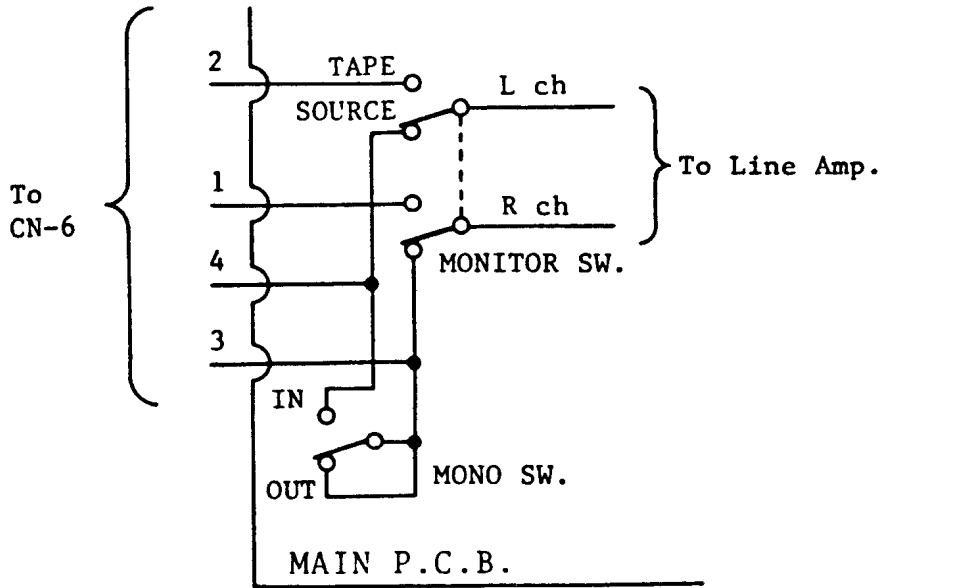 2
TAPE
L ch
SOURCE
To Line Amp.
To
CN-6
1
R ch
4
MONITOR SW.
3
IN
OUT
MONO SW.
MAIN P.C.B.